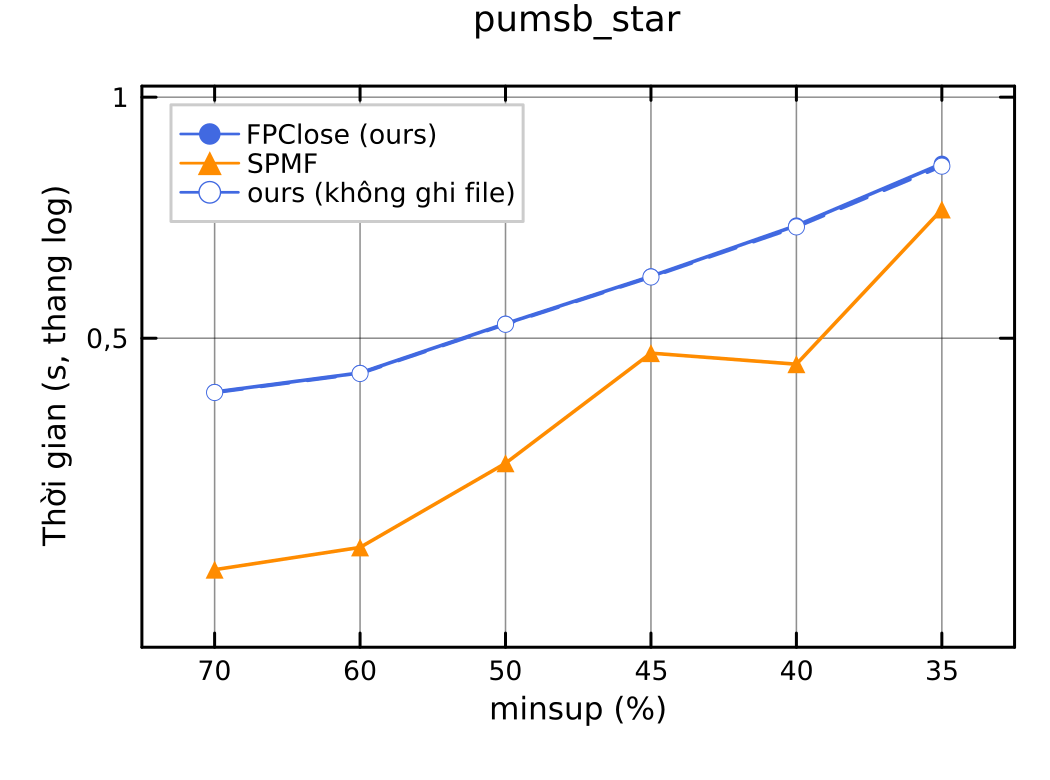 pumsb_star
1
FPClose (ours)
SPMF
ours (không ghi file)
0,5
Thời gian (s, thang log)
70 60 50 45 40 35
minsup (%)